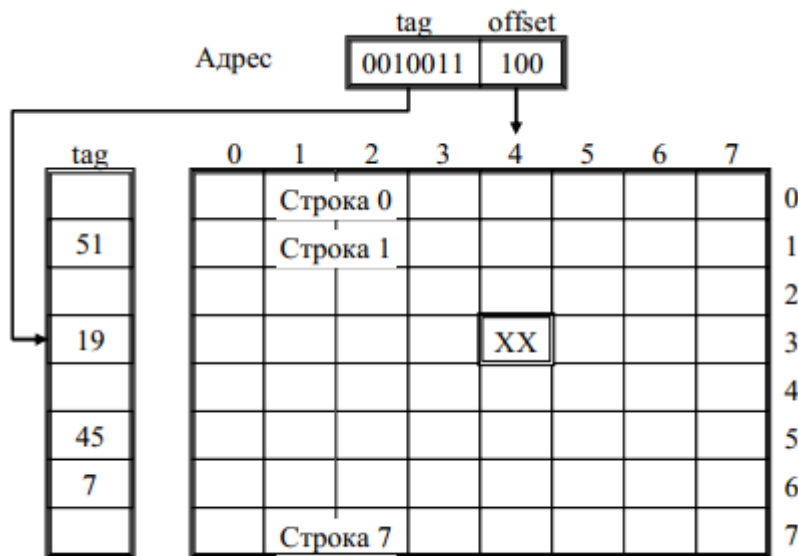 tag offset
Адрес 0010011 100
tag 0 1 2 3 4 5 6 7
Строка 0 0
51 Строка 1 1
2
19 XX 3
4
45 5
7 6
Строка 7 7